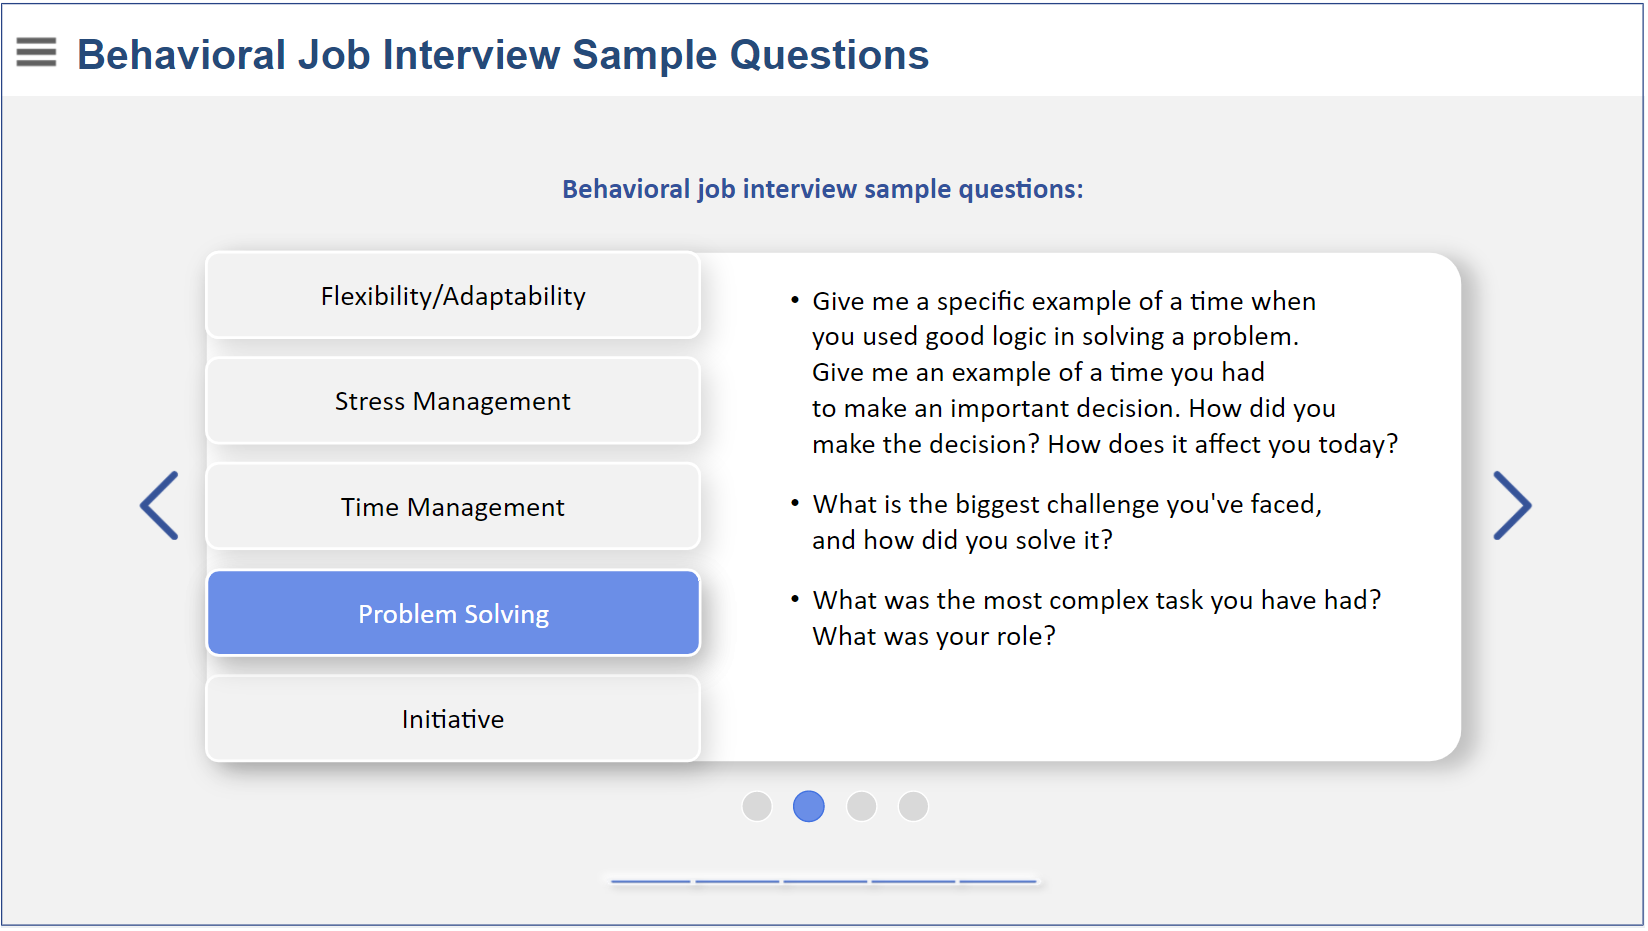 Behavioral Job Interview Sample Questions
Behavioral job interview sample questions:
Flexibility/Adaptability
Stress Management
Time Management
Problem Solving
Initiative
• Give me a specific example of a time when
you used good logic in solving a problem.
Give me an example of a time you had
to make an important decision. How did you
make the decision? How does it affect you today?
• What is the biggest challenge you've faced,
and how did you solve it?
• What was the most complex task you have had?
What was your role?